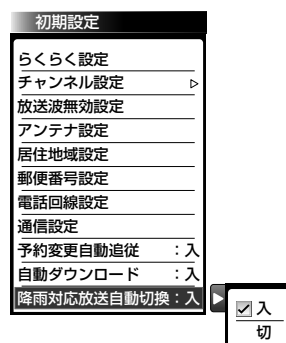 初期設定
らくらく設定
チャンネル設定
放送波無効設定
アンテナ設定
居住地域設定
郵便番号設定
電話回線設定
通信設定
予約変更自動追従 :入
自動ダウンロード :入
降雨対応放送自動切換:入
入
切